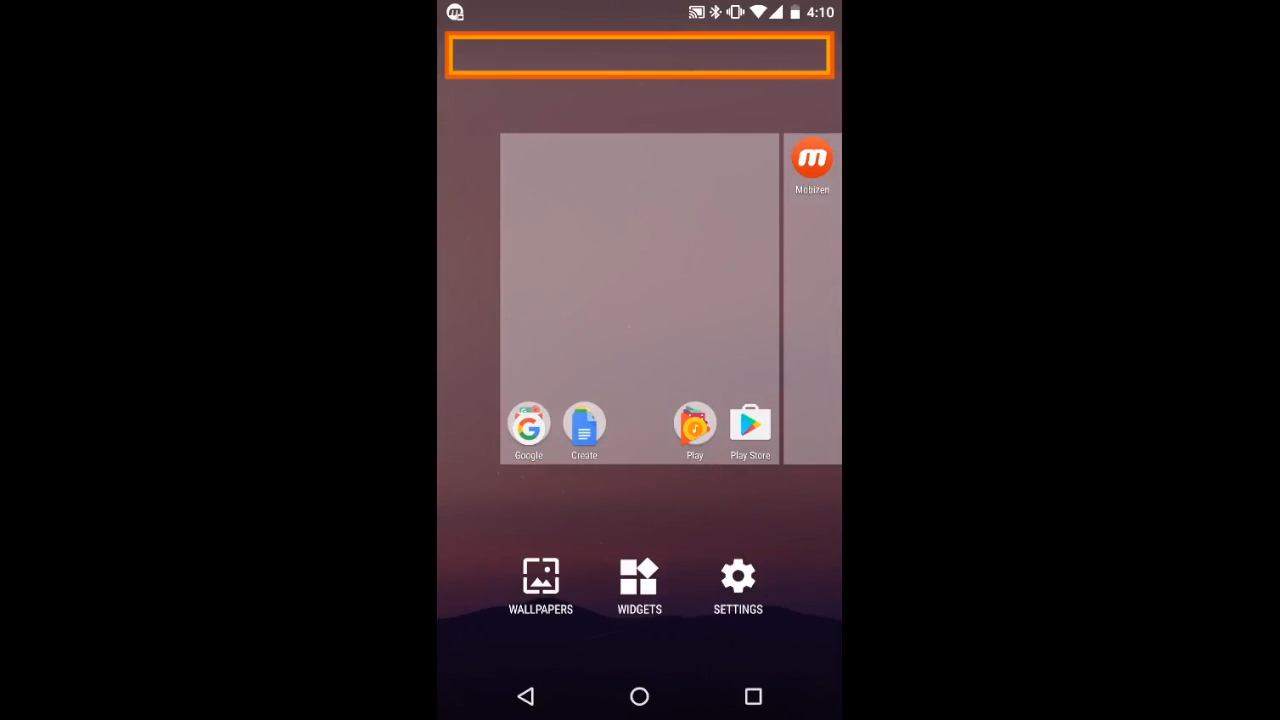 4:10
Mobizen
Google
Create
Play
Play Store
WALLPAPERS
WIDGETS
SETTINGS